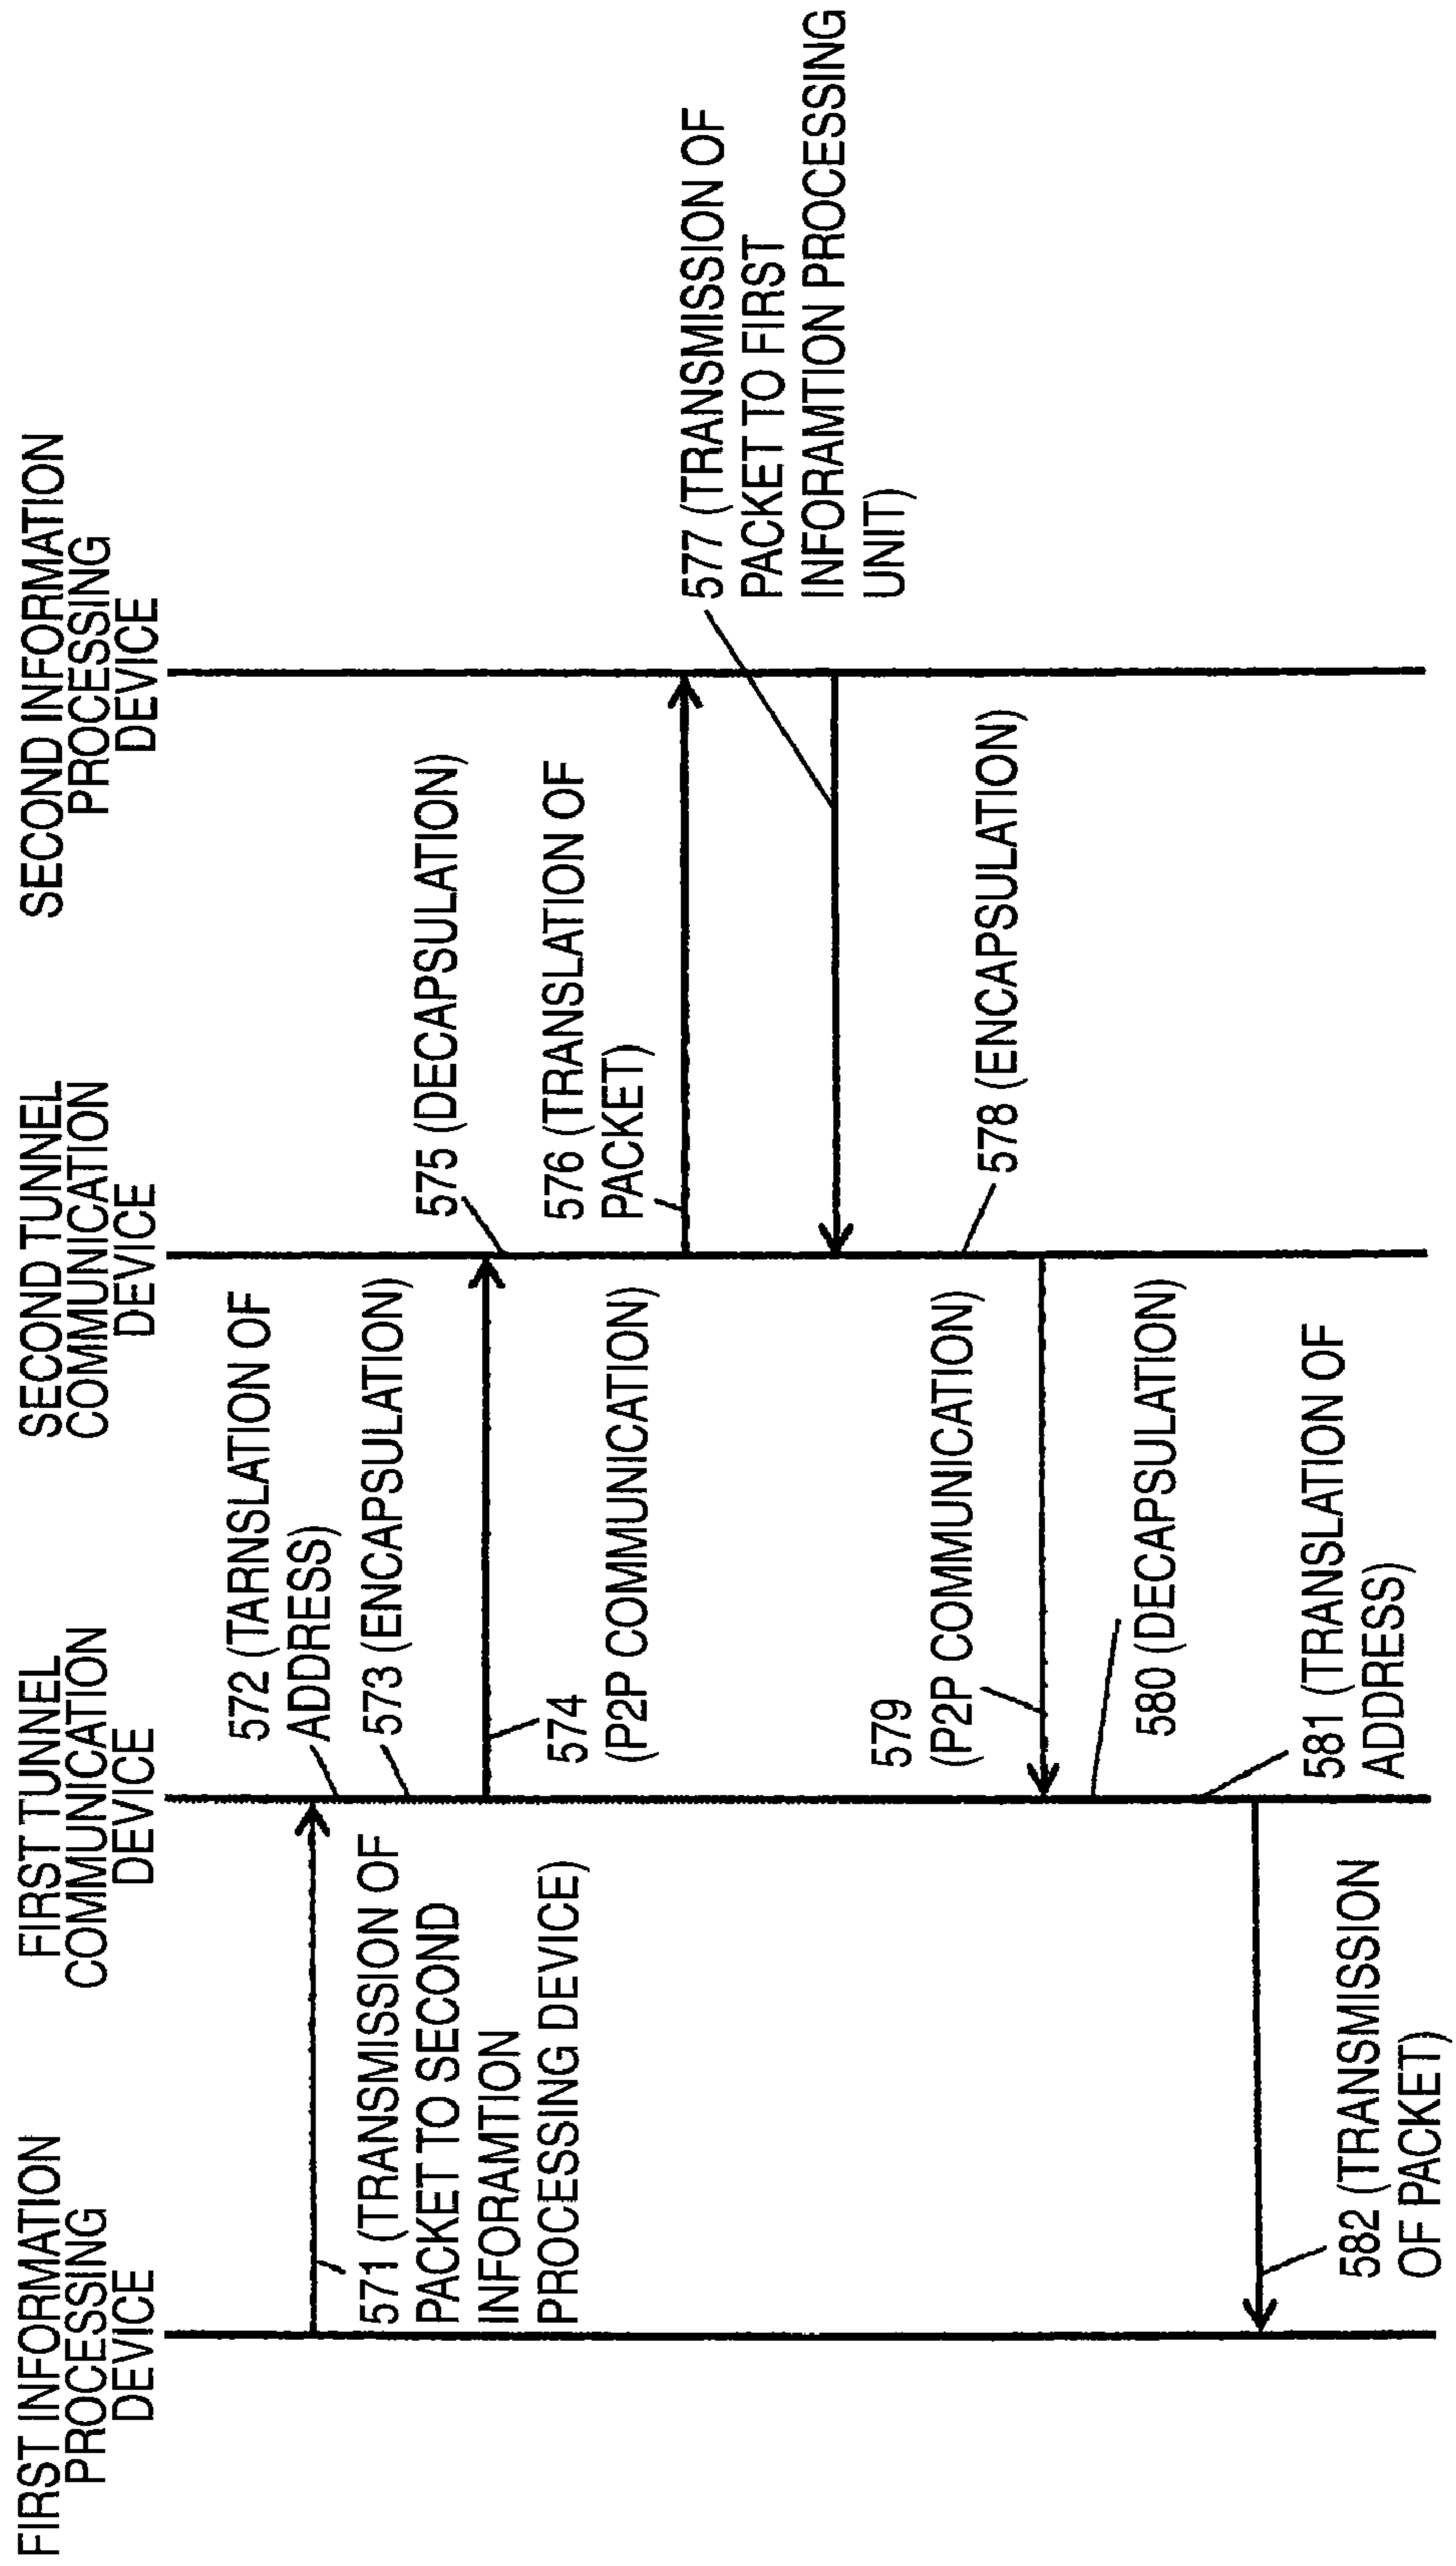 FIRST INFORMATION
PROCESSING
DEVICE
FIRST TUNNEL
COMMUNICATION
DEVICE
SECOND TUNNEL
COMMUNICATION
DEVICE
SECOND INFORMATION
PROCESSING
DEVICE
571 (TRANSMISSION OF
PACKET TO SECOND
INFORAMTION
PROCESSING DEVICE)
572 (TARNSLATION OF
ADDRESS)
573 (ENCAPSULATION)
574
(P2P COMMUNICATION)
575 (DECAPSULATION)
576 (TRANSLATION OF
PACKET)
577 (TRANSMISSION OF
PACKET TO FIRST
INFORAMTION PROCESSING
UNIT)
578 (ENCAPSULATION)
579
(P2P COMMUNICATION)
580 (DECAPSULATION)
581 (TRANSLATION OF
ADDRESS)
582 (TRANSMISSION
OF PACKET)